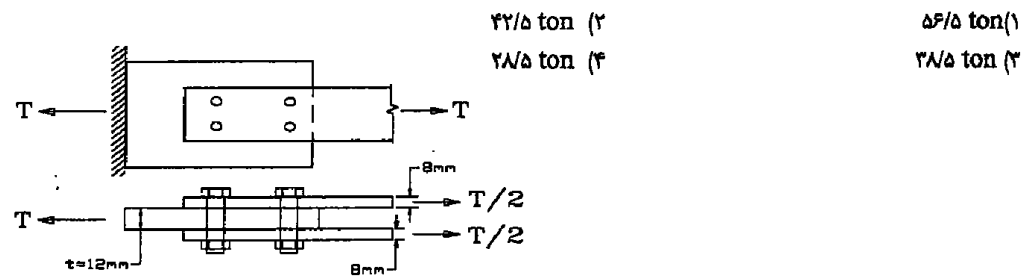 ۱) ۵۶/۵ ton ۲) ۴۲/۵ ton
۳) ۳۸/۵ ton ۴) ۲۸/۵ ton
T T
8mm
T/2
T
T/2
t=12mm
8mm